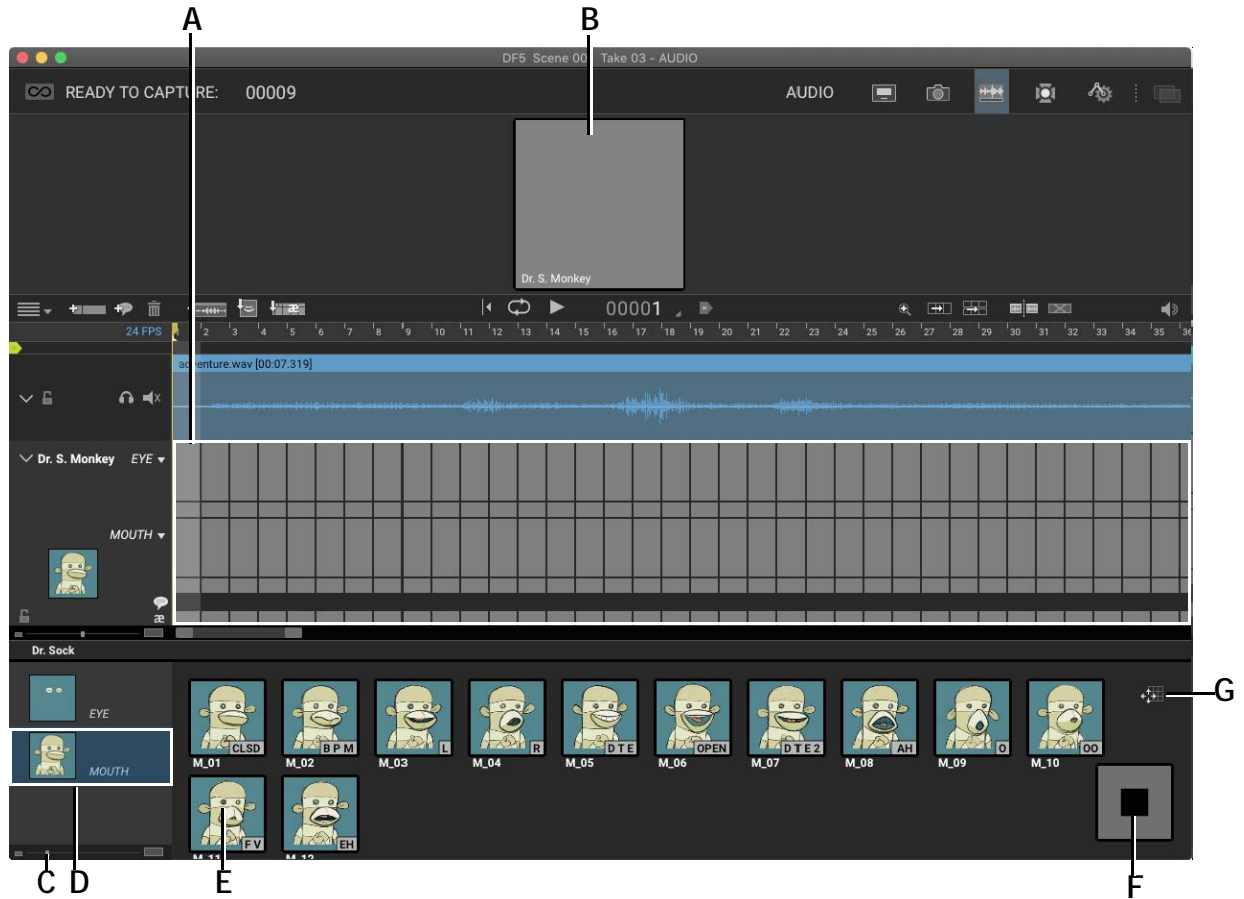 A
B
DF5 Scene 00 Take 03 - AUDIO
READY TO CAPTURE: 00009
AUDIO
Dr. S. Monkey
æ
00001
24 FPS
2 3 4 5 6 7 8 9 10 11 12 13 14 15 16 17 18 19 20 21 22 23 24 25 26 27 28 29 30 31 32 33 34 35 36
adventure.wav [00:07.319]
Dr. S. Monkey EYE
MOUTH
æ
Dr. Sock
EYE
MOUTH
CLSD
B P M
L
R
D T E
OPEN
D T E 2
AH
O
OO
M_01
M_02
M_03
M_04
M_05
M_06
M_07
M_08
M_09
M_10
G
F V
EH
M_11
M_12
C
D
E
F